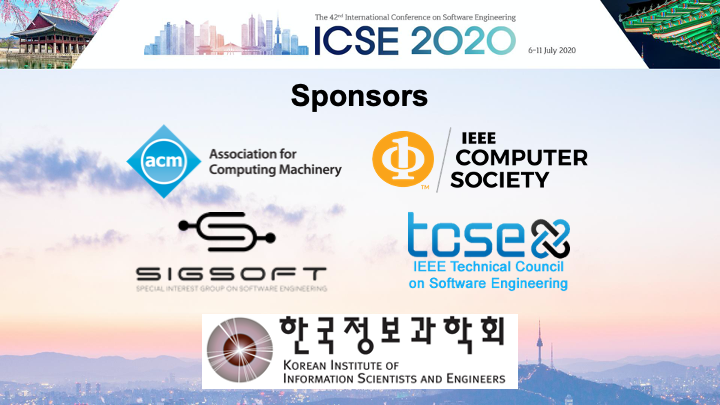 The 42nd International Conference on Software Engineering
ICSE 2020
6-11 July 2020
Sponsors
acm
Association for
Computing Machinery
IEEE
COMPUTER
SOCIETY
TM
SIGSOFT
SPECIAL INTEREST GROUP ON SOFTWARE ENGINEERING
tcse
IEEE Technical Council
on Software Engineering
한국정보과학회
KOREAN INSTITUTE OF
INFORMATION SCIENTISTS AND ENGINEERS